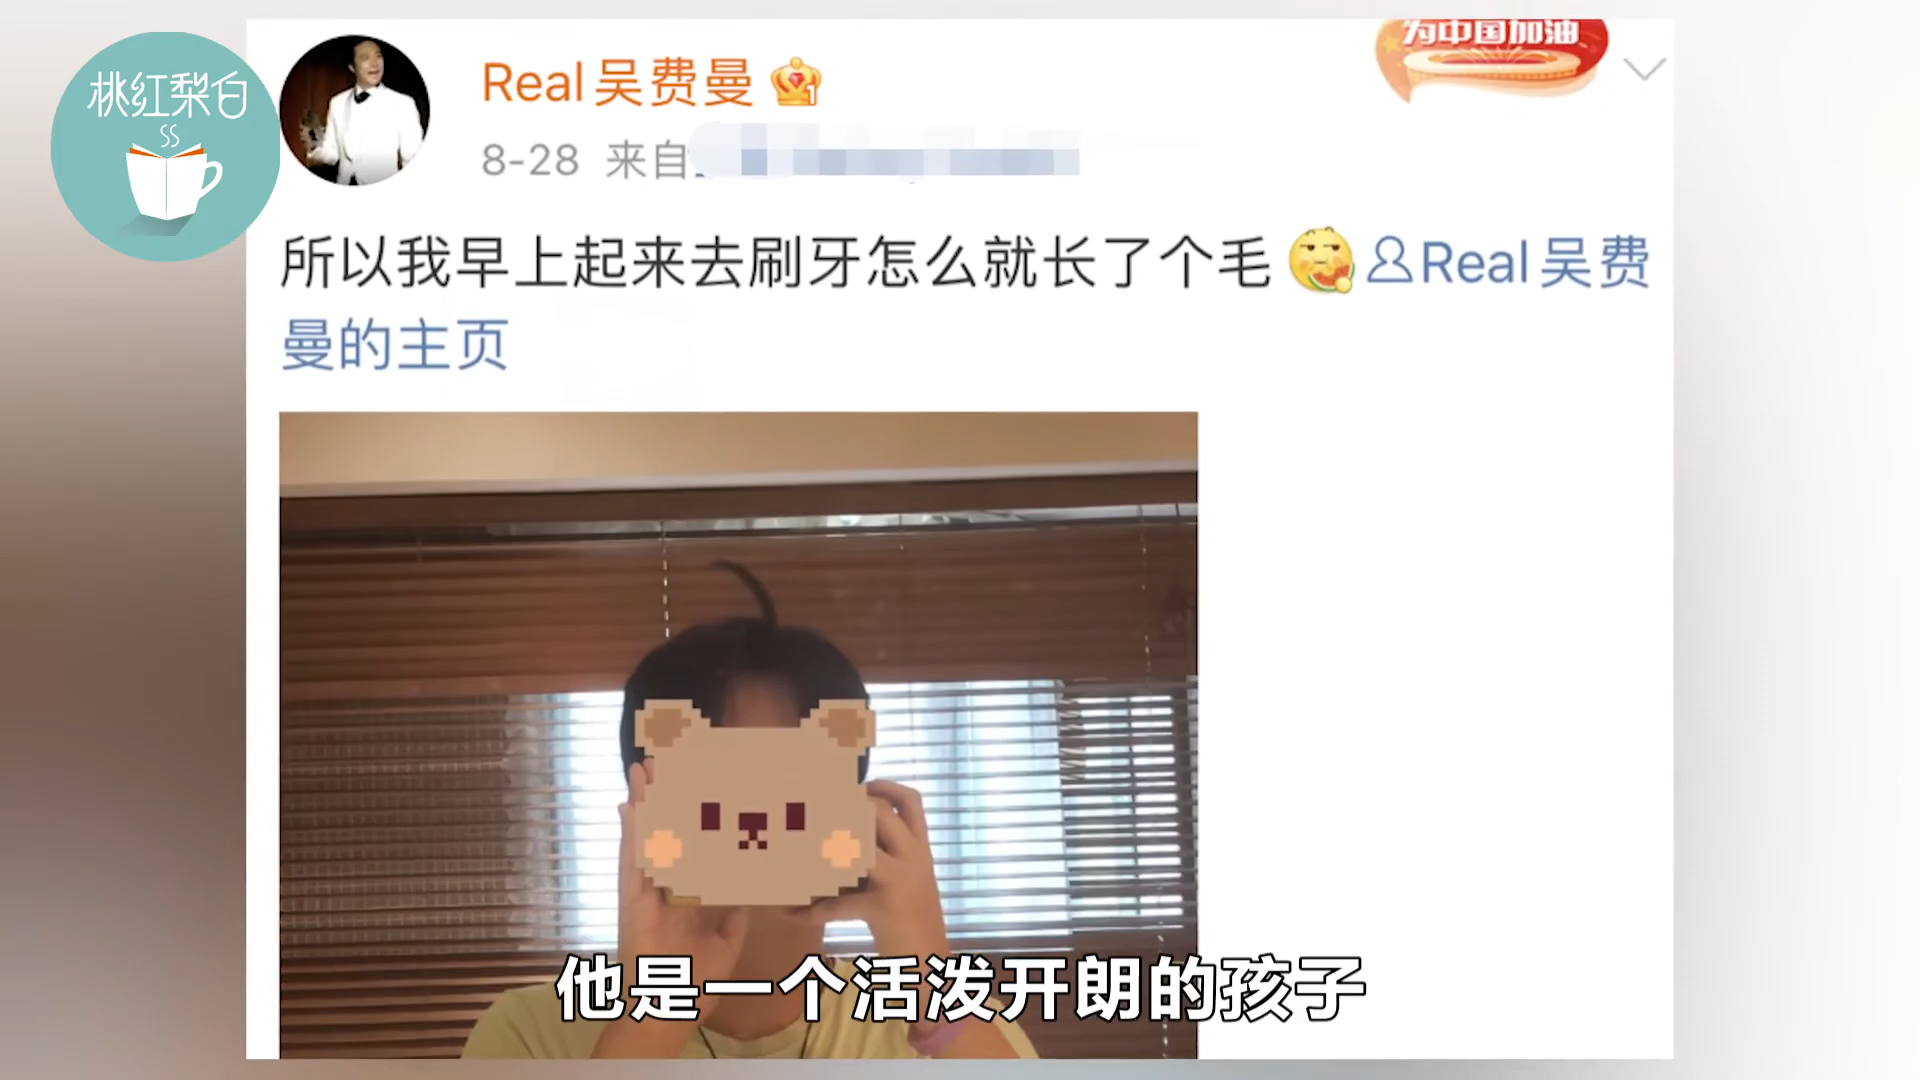 桃红梨白
Real吴费曼
为中国加油
8-28 来自
所以我早上起来去刷牙怎么就长了个毛 Real吴费
曼的主页
他是一个活泼开朗的孩子